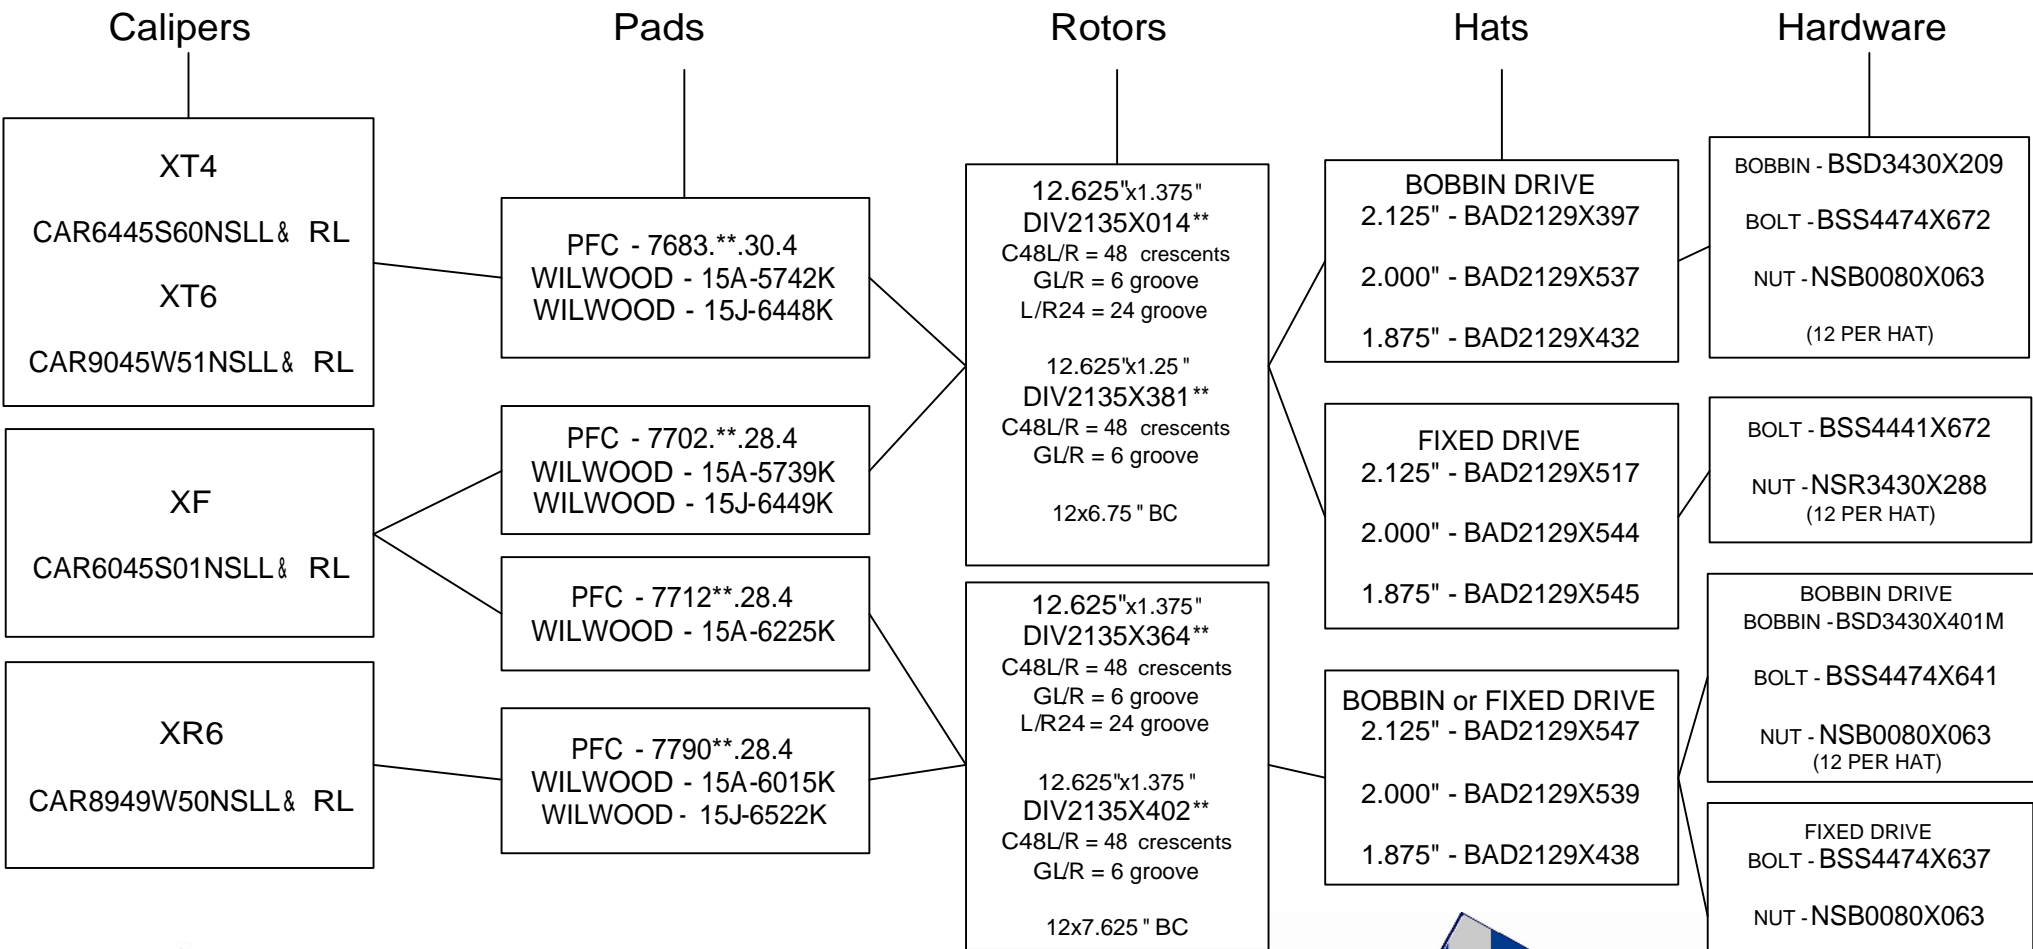 Calipers
Pads
Rotors
Hats
Hardware
XT4
CAR6445S60NSLL& RL
XT6
CAR9045W51NSLL& RL
XF
CAR6045S01NSLL& RL
XR6
CAR8949W50NSLL& RL
PFC - 7683.**.30.4
WILWOOD - 15A-5742K
WILWOOD - 15J-6448K
PFC - 7702.**.28.4
WILWOOD - 15A-5739K
WILWOOD - 15J-6449K
PFC - 7712**.28.4
WILWOOD - 15A-6225K
PFC - 7790**.28.4
WILWOOD - 15A-6015K
WILWOOD - 15J-6522K
12.625"x1.375"
DIV2135X014**
C48L/R = 48 crescents
GL/R = 6 groove
L/R24 = 24 groove
12.625"x1.25"
DIV2135X381**
C48L/R = 48 crescents
GL/R = 6 groove
12x6.75" BC
12.625"x1.375"
DIV2135X364**
C48L/R = 48 crescents
GL/R = 6 groove
L/R24 = 24 groove
12.625"x1.375"
DIV2135X402**
C48L/R = 48 crescents
GL/R = 6 groove
12x7.625" BC
BOBBIN DRIVE
2.125" - BAD2129X397
2.000" - BAD2129X537
1.875" - BAD2129X432
FIXED DRIVE
2.125" - BAD2129X517
2.000" - BAD2129X544
1.875" - BAD2129X545
BOBBIN or FIXED DRIVE
2.125" - BAD2129X547
2.000" - BAD2129X539
1.875" - BAD2129X438
BOBBIN - BSD3430X209
BOLT - BSS4474X672
NUT - NSB0080X063
(12 PER HAT)
BOLT - BSS4441X672
NUT - NSR3430X288
(12 PER HAT)
BOBBIN DRIVE
BOBBIN - BSD3430X401M
BOLT - BSS4474X641
NUT - NSB0080X063
(12 PER HAT)
FIXED DRIVE
BOLT - BSS4474X637
NUT - NSB0080X063